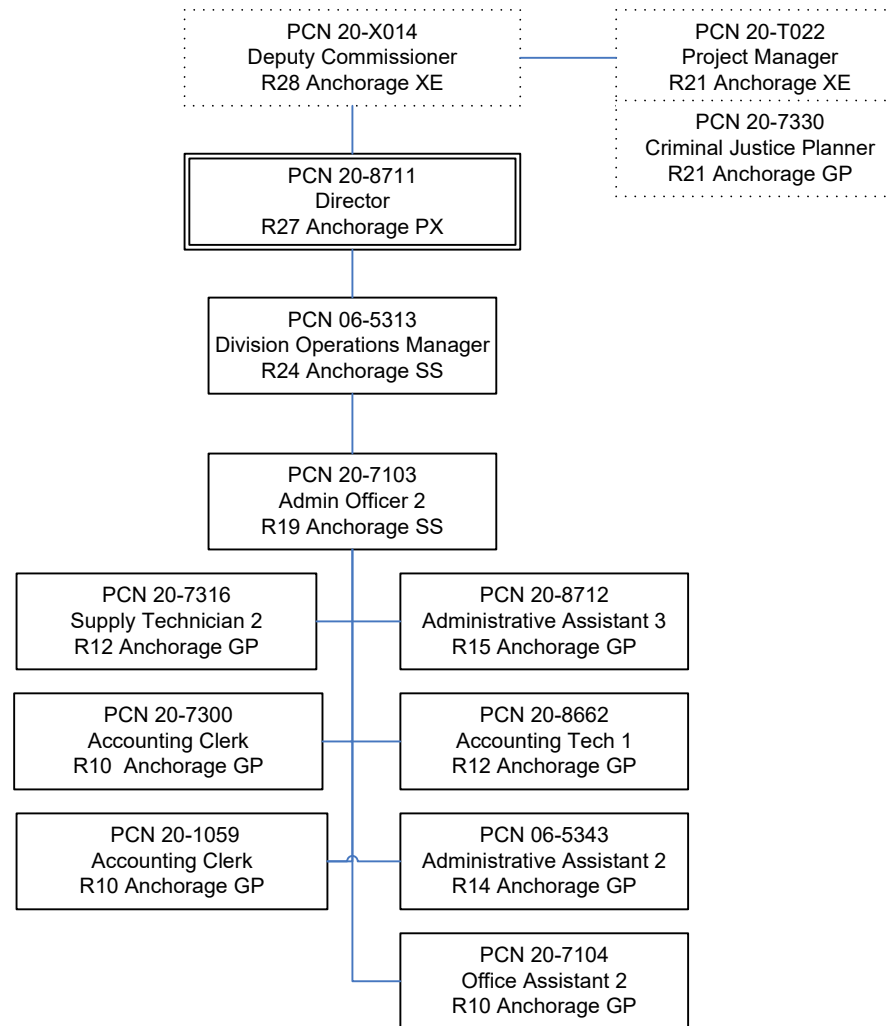 PCN 20-X014
Deputy Commissioner
R28 Anchorage XE
PCN 20-T022
Project Manager
R21 Anchorage XE
PCN 20-7330
Criminal Justice Planner
R21 Anchorage GP
PCN 20-8711
Director
R27 Anchorage PX
PCN 06-5313
Division Operations Manager
R24 Anchorage SS
PCN 20-7103
Admin Officer 2
R19 Anchorage SS
PCN 20-7316
Supply Technician 2
R12 Anchorage GP
PCN 20-8712
Administrative Assistant 3
R15 Anchorage GP
PCN 20-7300
Accounting Clerk
R10  Anchorage GP
PCN 20-8662
Accounting Tech 1
R12 Anchorage GP
PCN 20-1059
Accounting Clerk
R10 Anchorage GP
PCN 06-5343
Administrative Assistant 2
R14 Anchorage GP
PCN 20-7104
Office Assistant 2
R10 Anchorage GP